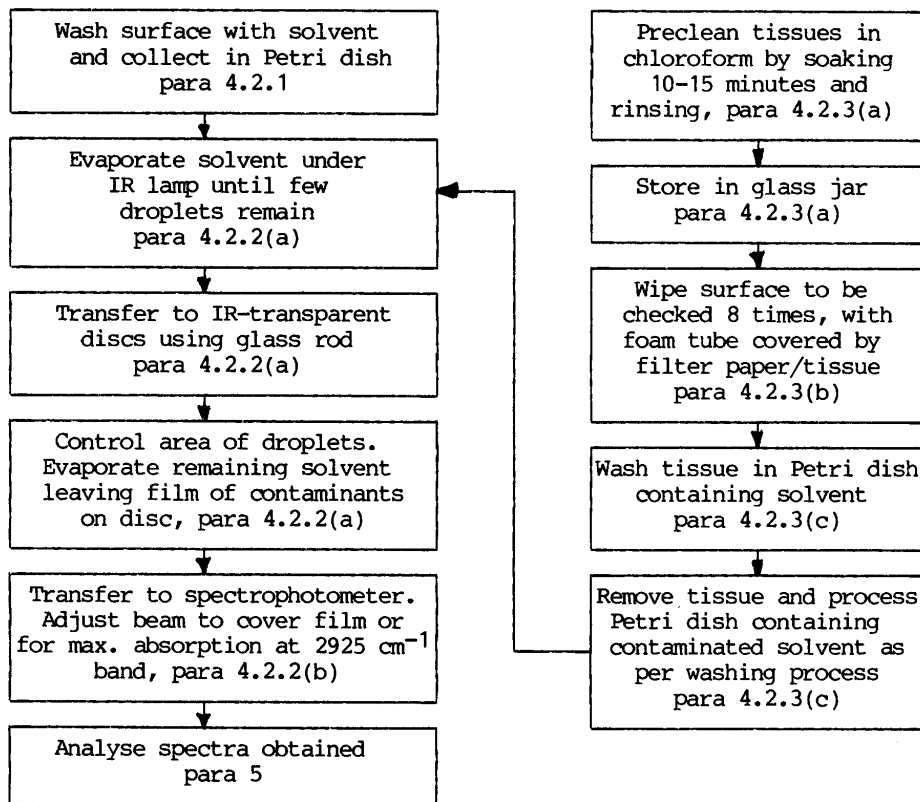 Wash surface with solvent
and collect in Petri dish
para 4.2.1
Evaporate solvent under
IR lamp until few
droplets remain
para 4.2.2(a)
Transfer to IR-transparent
discs using glass rod
para 4.2.2(a)
Control area of droplets.
Evaporate remaining solvent
leaving film of contaminants
on disc, para 4.2.2(a)
Transfer to spectrophotometer.
Adjust beam to cover film or
for max. absorption at 2925 cm⁻¹
band, para 4.2.2(b)
Analyse spectra obtained
para 5
Preclean tissues in
chloroform by soaking
10-15 minutes and
rinsing, para 4.2.3(a)
Store in glass jar
para 4.2.3(a)
Wipe surface to be
checked 8 times, with
foam tube covered by
filter paper/tissue
para 4.2.3(b)
Wash tissue in Petri dish
containing solvent
para 4.2.3(c)
Remove tissue and process
Petri dish containing
contaminated solvent as
per washing process
para 4.2.3(c)